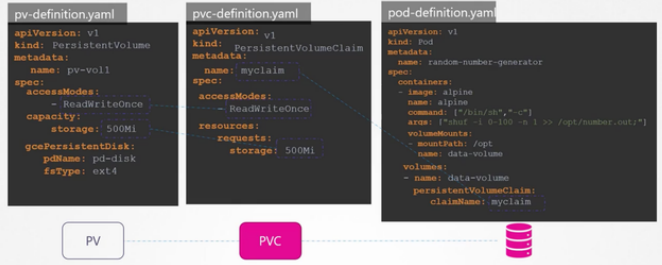 pv-definition.yaml
apiVersion: v1
kind: PersistentVolume
metadata:
name: pv-vol1
spec:
accessModes:
- ReadWriteOnce
capacity:
storage: 500Mi
gcePersistentDisk:
pdName: pd-disk
fsType: ext4
pvc-definition.yaml
apiVersion: v1
kind: PersistentVolumeClaim
metadata:
name: myclaim
spec:
accessModes:
- ReadWriteOnce
resources:
requests:
storage: 500Mi
pod-definition.yaml
apiVersion: v1
kind: Pod
metadata:
name: random-number-generator
spec:
containers:
- image: alpine
name: alpine
command: ["/bin/sh","-c"]
args: ["shuf -i 0-100 -n 1 >> /opt/number.out;"]
volumeMounts:
- mountPath: /opt
name: data-volume
volumes:
- name: data-volume
persistentVolumeClaim:
claimName: myclaim
PV
PVC